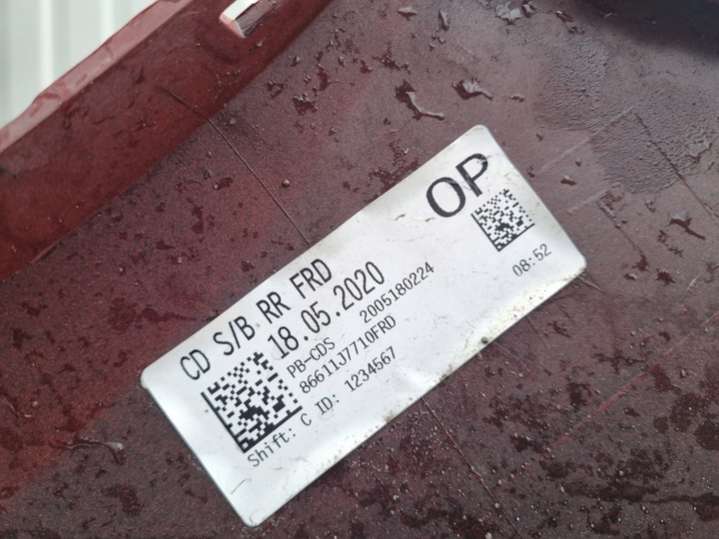 CD S/B RR FRD
OP
18.05.2020
PB-CDS 2005180224
86611J7710FRD
08:52
Shift: C ID: 1234567